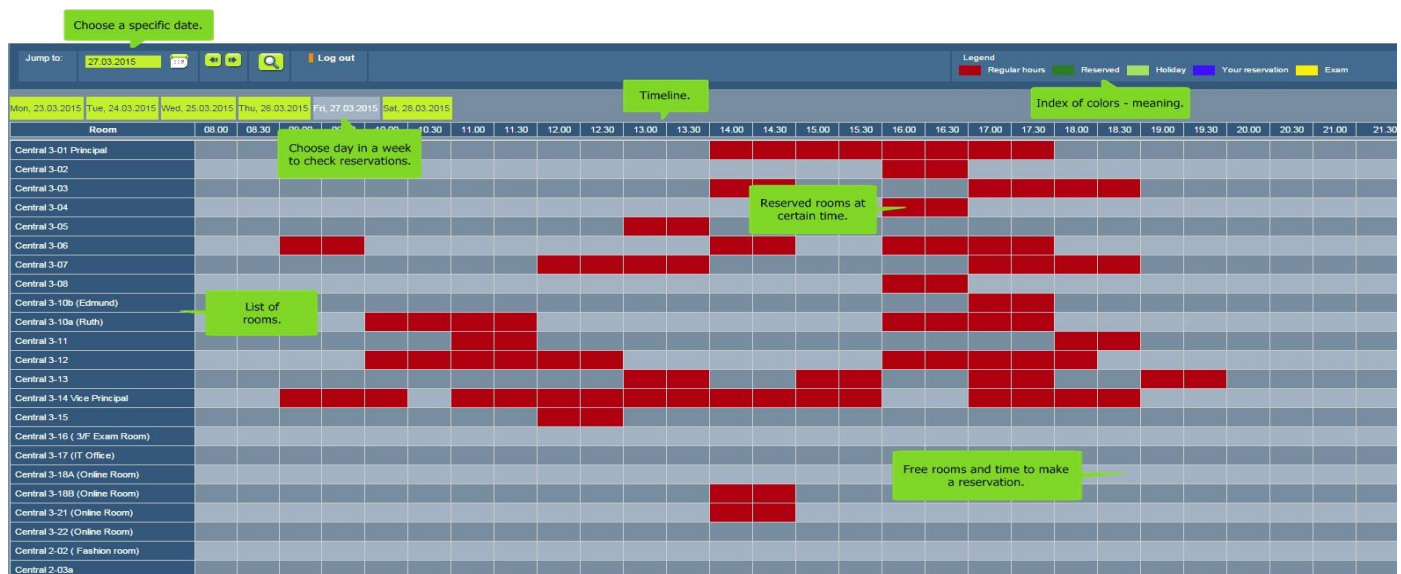 Choose a specific date.
Jump to:
27.03.2015
Log out
Legend
Regular hours
Reserved
Holiday
Your reservation
Exam
Timeline.
Index of colors - meaning.
Mon, 23.03.2015 Tue, 24.03.2015 Wed, 25.03.2015 Thu, 26.03.2015 Fri, 27.03.2015 Sat, 28.03.2015
Room 08.00 08.30 10.30 11.00 11.30 12.00 12.30 13.00 13.30 14.00 14.30 15.00 15.30 16.00 16.30 17.00 17.30 18.00 18.30 19.00 19.30 20.00 20.30 21.00 21.30
Choose day in a week
to check reservations.
Central 3-01 Principal
Central 3-02
Central 3-03
Reserved rooms at
certain time.
Central 3-04
Central 3-05
Central 3-06
Central 3-07
Central 3-08
Central 3-10b (Edmund)
List of
rooms.
Central 3-10a (Ruth)
Central 3-11
Central 3-12
Central 3-13
Central 3-14 Vice Principal
Central 3-15
Central 3-16 ( 3/F Exam Room)
Central 3-17 (IT Office)
Free rooms and time to make
a reservation.
Central 3-18A (Online Room)
Central 3-18B (Online Room)
Central 3-21 (Online Room)
Central 3-22 (Online Room)
Central 2-02 ( Fashion room)
Central 2-03a